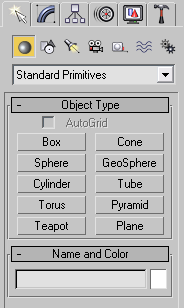 Standard Primitives
- Object Type
AutoGrid
Box Cone
Sphere GeoSphere
Cylinder Tube
Torus Pyramid
Teapot Plane
- Name and Color